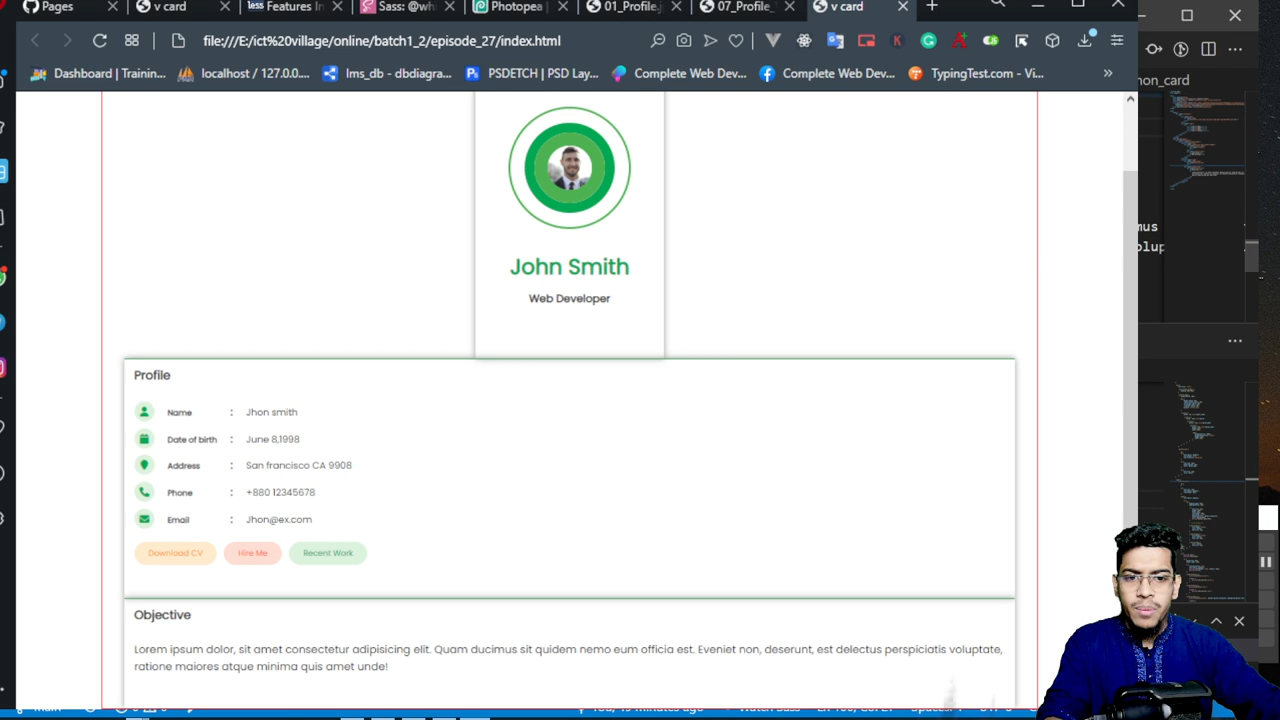 Pages
v card
Features In
Sass: @wh
Photopea |
01_Profile.j
07_Profile_
v card
file:///E:/ict%20village/online/batch1_2/episode_27/index.html
Dashboard | Trainin...
localhost / 127.0.0....
lms_db - dbdiagra...
PSDETCH | PSD Lay...
Complete Web Dev...
Complete Web Dev...
TypingTest.com - Vi...
non_card
mus
olup
John Smith
Web Developer
Profile
Name : Jhon smith
Date of birth : June 8,1998
Address : San francisco CA 9908
Phone : +880 12345678
Email : Jhon@ex.com
Download CV Hire Me Recent Work
Objective
Lorem ipsum dolor, sit amet consectetur adipisicing elit. Quam ducimus sit quidem nemo eum officia est. Eveniet non, deserunt, est delectus perspiciatis voluptate,
ratione maiores atque minima quis amet unde!